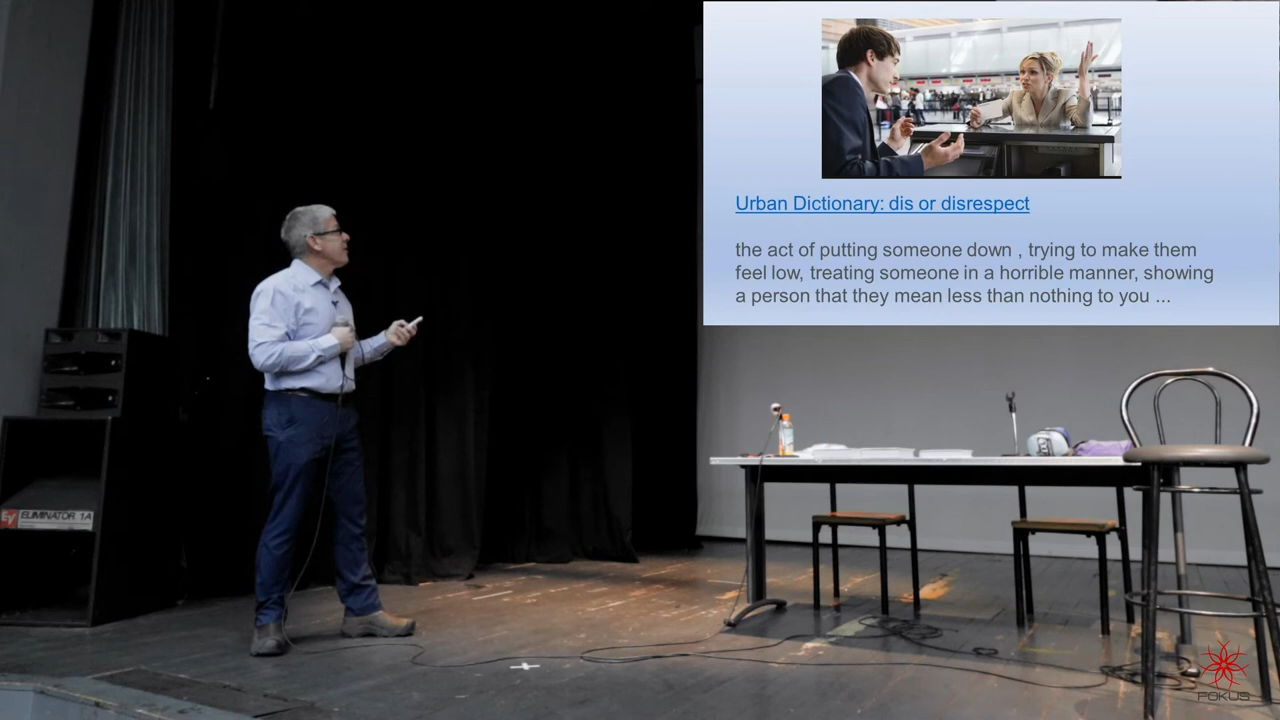 Urban Dictionary: dis or disrespect
the act of putting someone down , trying to make them
feel low, treating someone in a horrible manner, showing
a person that they mean less than nothing to you ...
EV ELIMINATOR 1A
FOKUS